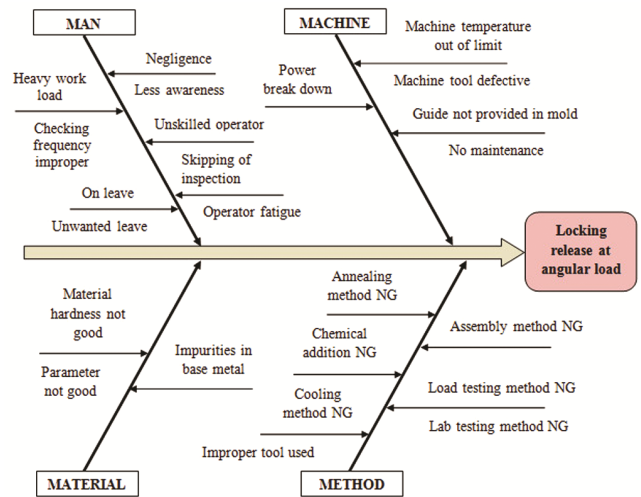 MAN
MACHINE
Negligence
Heavy work
load
Less awareness
Checking
frequency
improper
Unskilled operator
Skipping of
inspection
On leave
Unwanted leave
Operator fatigue
Machine temperature
out of limit
Power
break down
Machine tool defective
Guide not provided in mold
No maintenance
Locking
release at
angular load
Material
hardness not
good
Parameter
not good
Impurities in
base metal
Annealing
method NG
Chemical
addition NG
Assembly method NG
Cooling
method NG
Load testing method NG
Improper tool used
Lab testing method NG
MATERIAL
METHOD